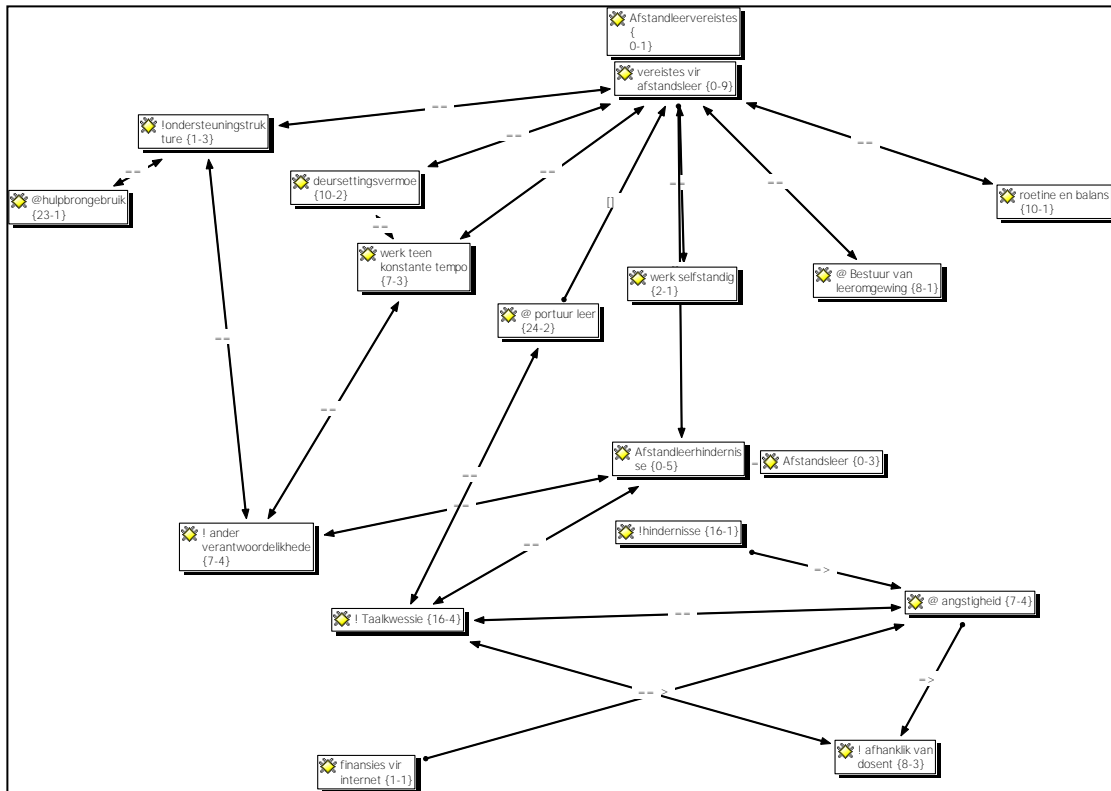 Afstandleervereistes
{
0-1}
vereistes vir
afstandsleer {0-9}
==
!ondersteuningstruk
ture {1-3}
==
==
deursettingsvermoe
{10-2}
==
@hulpbrongebruik
{23-1}
==
==
==
roetine en balans
{10-1}
[]
==
werk teen
konstante tempo
{7-3}
werk selfstandig
{2-1}
@ Bestuur van
leeromgewing {8-1}
@ portuur leer
{24-2}
==
==
Afstandleerhindernis
se {0-5}
=
Afstandsleer {0-3}
==
==
! ander
verantwoordelikhede
{7-4}
!hindernisse {16-1}
==
=>
@ angstigheid {7-4}
! Taalkwessie {16-4}
==
=>
== >
! afhanklik van
dosent {8-3}
finansies vir
internet {1-1}